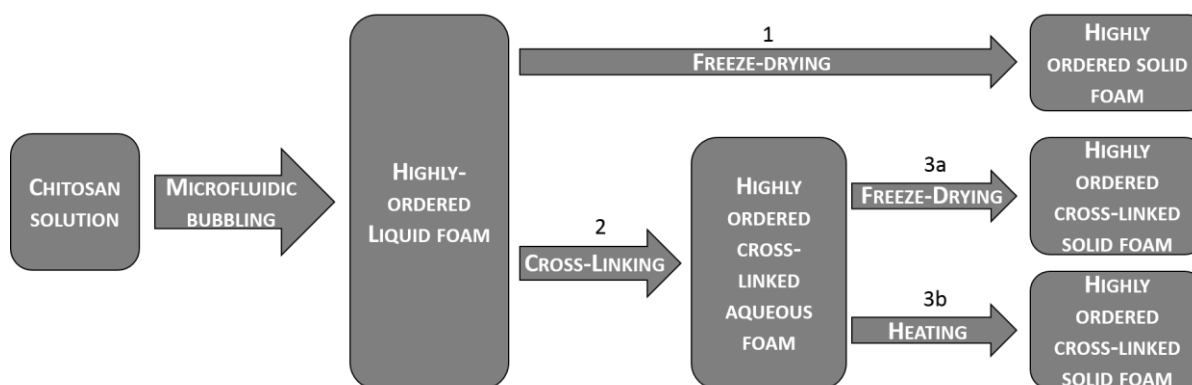 CHITOSAN
SOLUTION
MICROFLUIDIC
BUBBLING
HIGHLY-
ORDERED
LIQUID FOAM
1
FREEZE-DRYING
HIGHLY
ORDERED SOLID
FOAM
2
CROSS-LINKING
HIGHLY
ORDERED
CROSS-
LINKED
AQUEOUS
FOAM
3a
FREEZE-DRYING
HIGHLY
ORDERED
CROSS-LINKED
SOLID FOAM
3b
HEATING
HIGHLY
ORDERED
CROSS-LINKED
SOLID FOAM